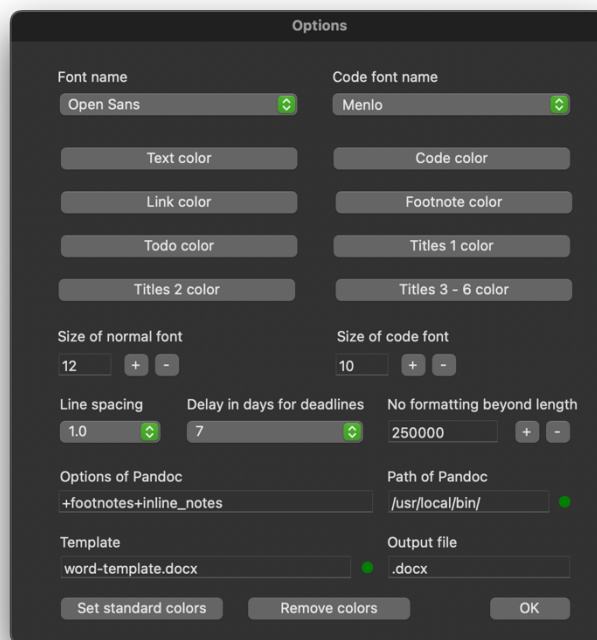 Options
Font name Code font name
Open Sans Menlo
Text color Code color
Link color Footnote color
Todo color Titles 1 color
Titles 2 color Titles 3 - 6 color
Size of normal font Size of code font
12 + - 10 + -
Line spacing Delay in days for deadlines No formatting beyond length
1.0 7 250000 + -
Options of Pandoc Path of Pandoc
+footnotes+inline_notes /usr/local/bin/
Template Output file
word-template.docx .docx
Set standard colors Remove colors OK